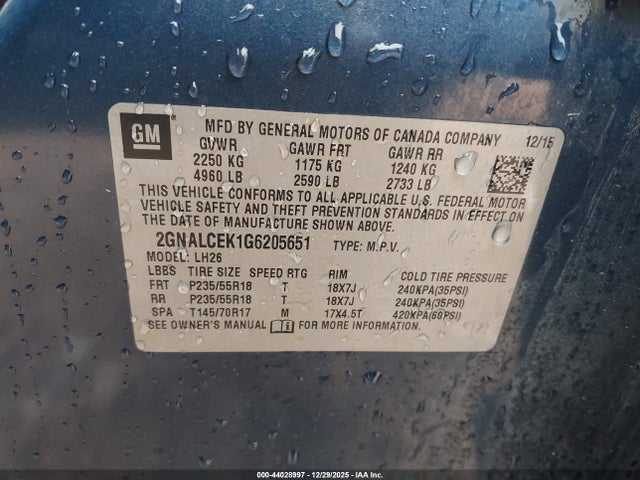 GM
MFD BY GENERAL MOTORS OF CANADA COMPANY 12/15
GVWR GAWR FRT GAWR RR
2250 KG 1175 KG 1240 KG
4960 LB 2590 LB 2733 LB
THIS VEHICLE CONFORMS TO ALL APPLICABLE U.S. FEDERAL MOTOR
VEHICLE SAFETY AND THEFT PREVENTION STANDARDS IN EFFECT ON
THE DATE OF MANUFACTURE SHOWN ABOVE.
2GNALCEK1G6205651 TYPE: M.P.V.
MODEL: LH26
LBBS TIRE SIZE SPEED RTG RIM COLD TIRE PRESSURE
FRT P235/55R18 T 18X7J 240KPA(35PSI)
RR P235/55R18 T 18X7J 240KPA(35PSI)
SPA T145/70R17 M 17X4.5T 420KPA(60PSI)
SEE OWNER'S MANUAL FOR MORE INFORMATION.
000-44028997 • 12/29/2025 • IAA Inc.